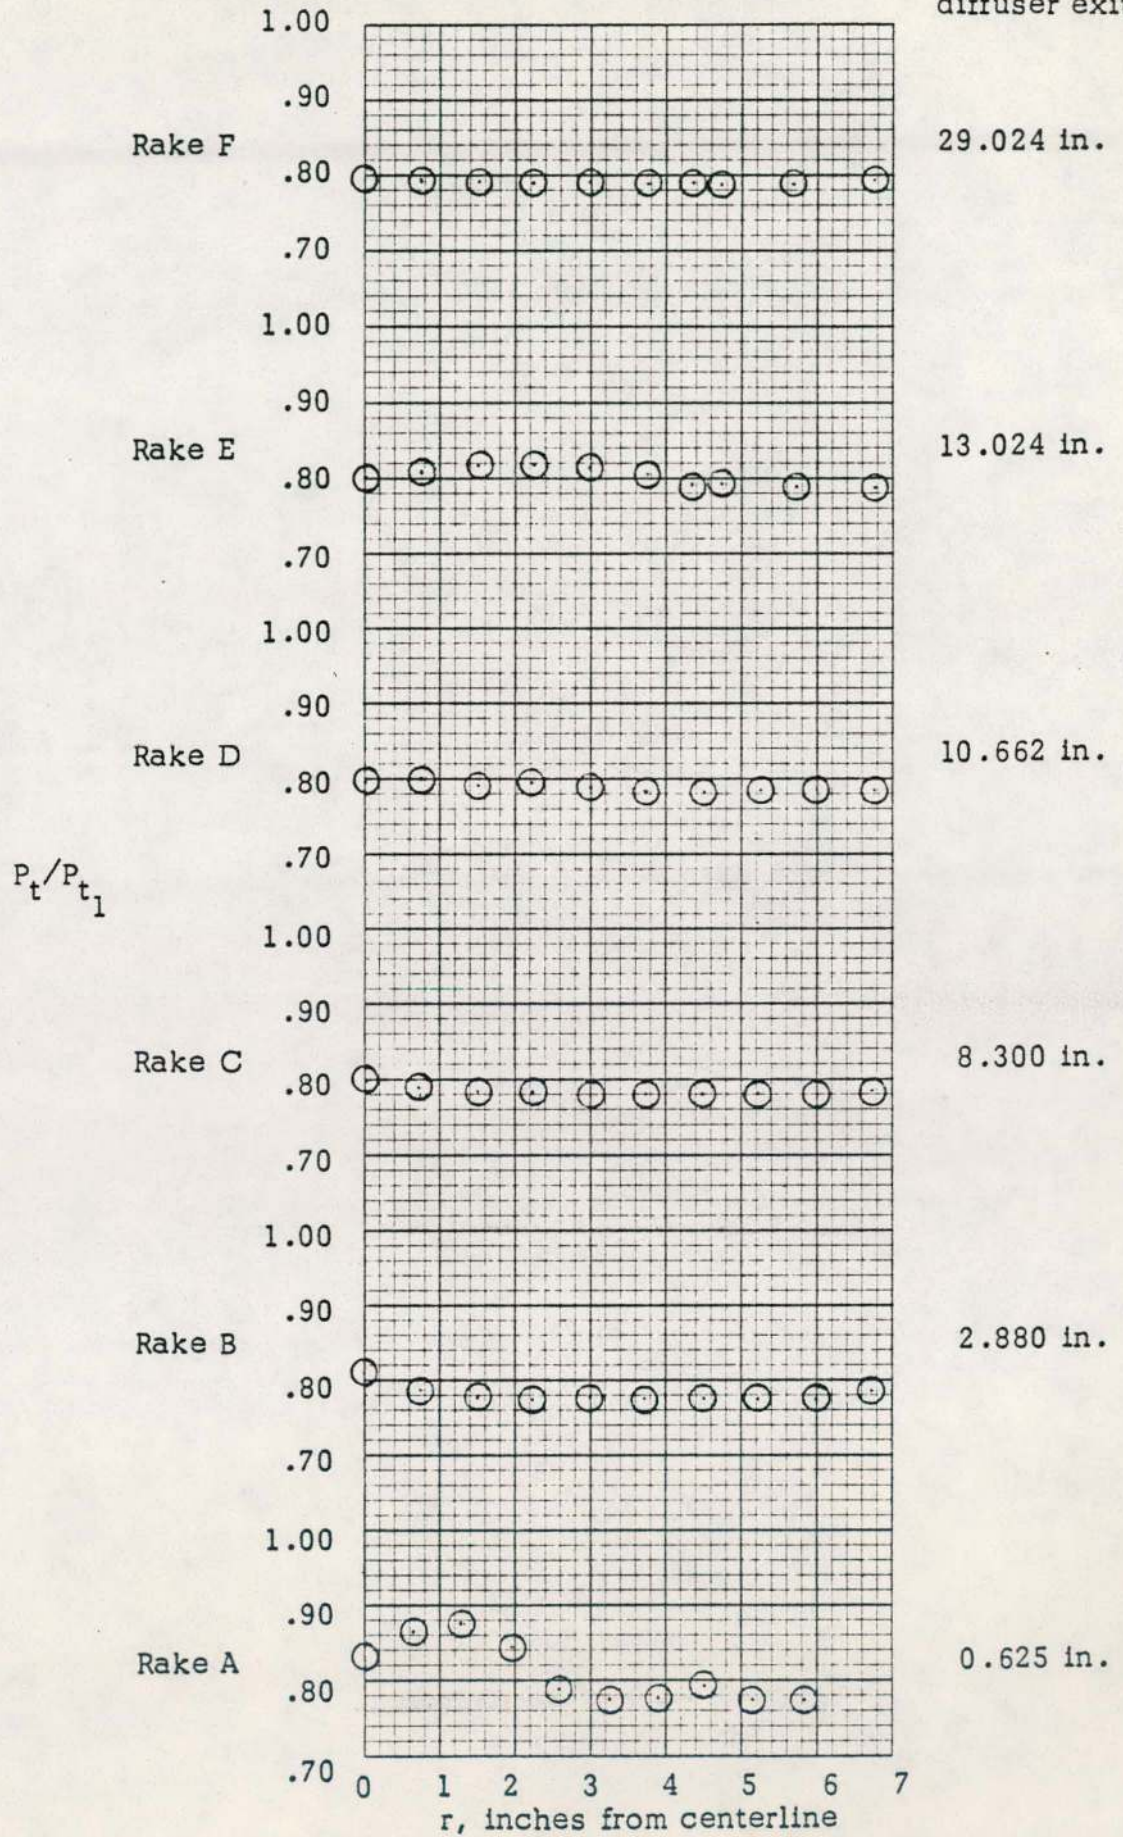 diffuser exit
1.00
.90
Rake F 29.024 in.
.80
.70
1.00
.90
Rake E 13.024 in.
.80
.70
1.00
.90
Rake D 10.662 in.
.80
.70
Pt/Pt1
1.00
.90
Rake C 8.300 in.
.80
.70
1.00
.90
Rake B 2.880 in.
.80
.70
1.00
.90
Rake A 0.625 in.
.80
.70
0 1 2 3 4 5 6 7
r, inches from centerline